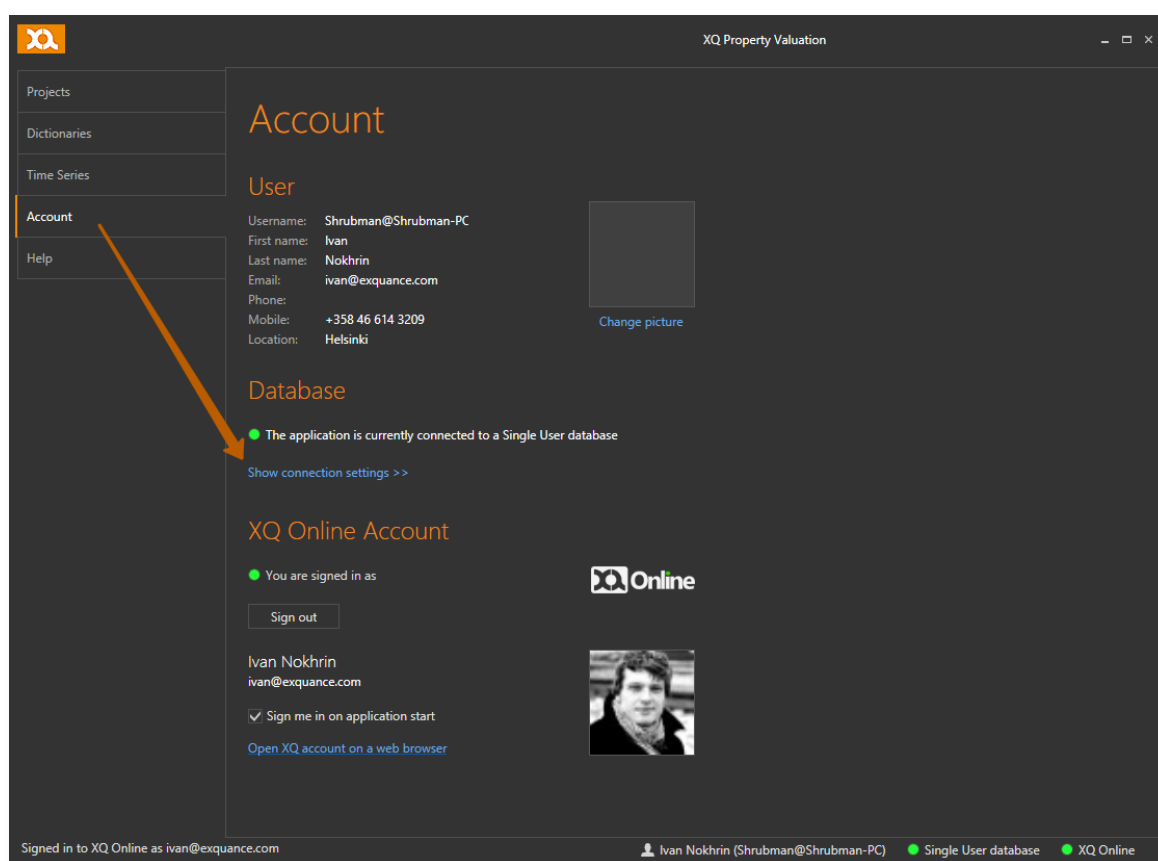 XQ
XQ Property Valuation
Projects
Dictionaries
Time Series
Account
Help
Account
User
Username: Shrubman@Shrubman-PC
First name: Ivan
Last name: Nokhrin
Email: ivan@exquance.com
Phone:
Mobile: +358 46 614 3209
Location: Helsinki
Change picture
Database
The application is currently connected to a Single User database
Show connection settings >>
XQ Online Account
You are signed in as
XQ Online
Sign out
Ivan Nokhrin
ivan@exquance.com
Sign me in on application start
Open XQ account on a web browser
Signed in to XQ Online as ivan@exquance.com
Ivan Nokhrin (Shrubman@Shrubman-PC)
Single User database
XQ Online